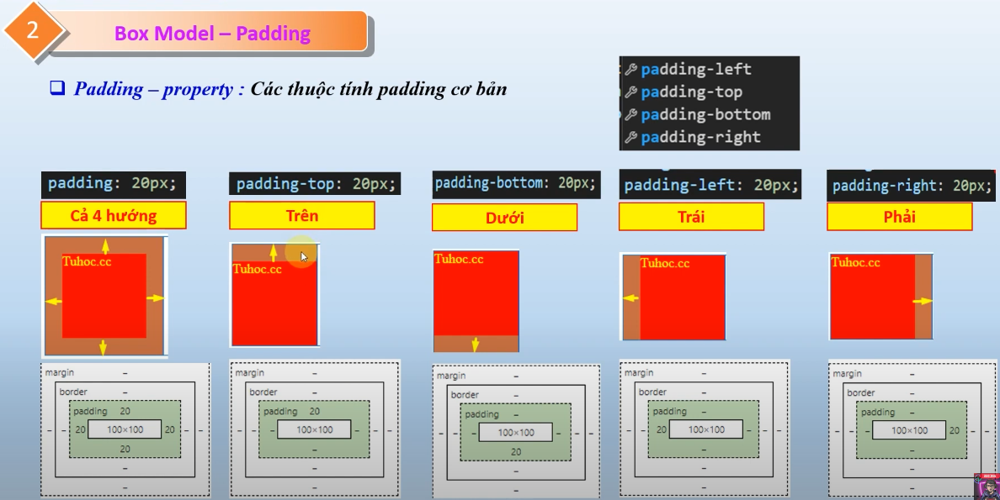 2
Box Model – Padding
Padding – property : Các thuộc tính padding cơ bản
padding-left
padding-top
padding-bottom
padding-right
padding: 20px;
padding-top: 20px;
padding-bottom: 20px;
padding-left: 20px;
padding-right: 20px;
Cả 4 hướng
Trên
Dưới
Trái
Phải
Tuhoc.cc
Tuhoc.cc
Tuhoc.cc
Tuhoc.cc
Tuhoc.cc
margin –
border –
padding 20
– – 20 100×100 20 – –
20
–
–
margin –
border –
padding 20
– – – 100×100 – – –
–
–
–
margin –
border –
padding –
– – – 100×100 – – –
20
–
–
margin –
border –
padding –
– – 20 100×100 – – –
–
–
–
margin –
border –
padding –
– – – 100×100 20 – –
–
–
–